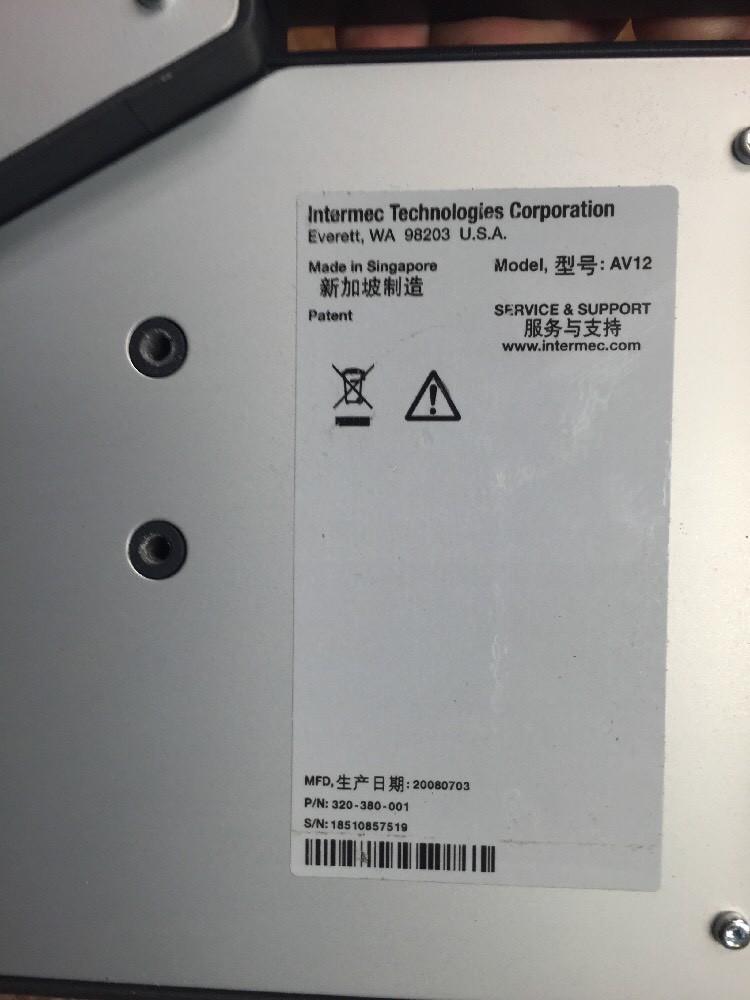 Intermec Technologies Corporation
Everett, WA 98203 U.S.A.
Made in Singapore
新加坡制造
Patent
Model, 型号: AV12
SERVICE & SUPPORT
服务与支持
www.intermec.com
MFD, 生产日期: 20080703
P/N: 320-380-001
S/N: 18510857519